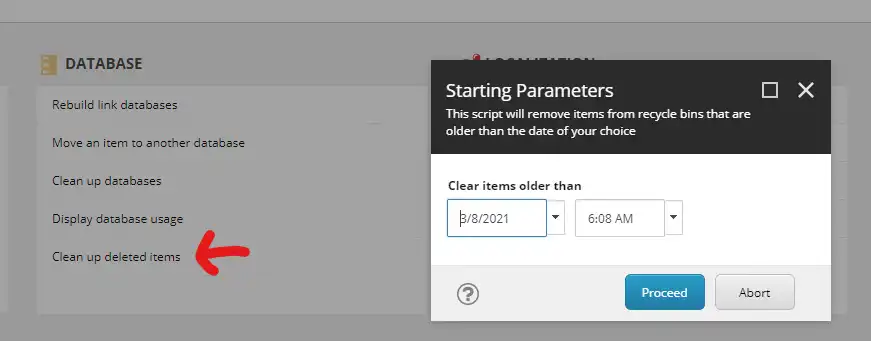 DATABASE
Rebuild link databases
Move an item to another database
Clean up databases
Display database usage
Clean up deleted items
LOCALIZATION
Starting Parameters
This script will remove items from recycle bins that are
older than the date of your choice
Clear items older than
3/8/2021
6:08 AM
?
Proceed
Abort